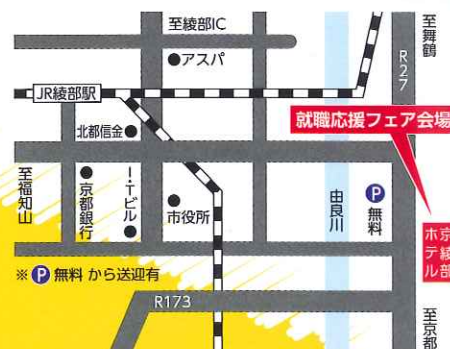 至綾部IC
至舞鶴
アスパ
R27
JR綾部駅
就職応援フェア会場
北都信金
至福知山
京都銀行
I・Tビル
市役所
由良川
P
無料
京綾部
ホテル
※P無料から送迎有
R173
至京都